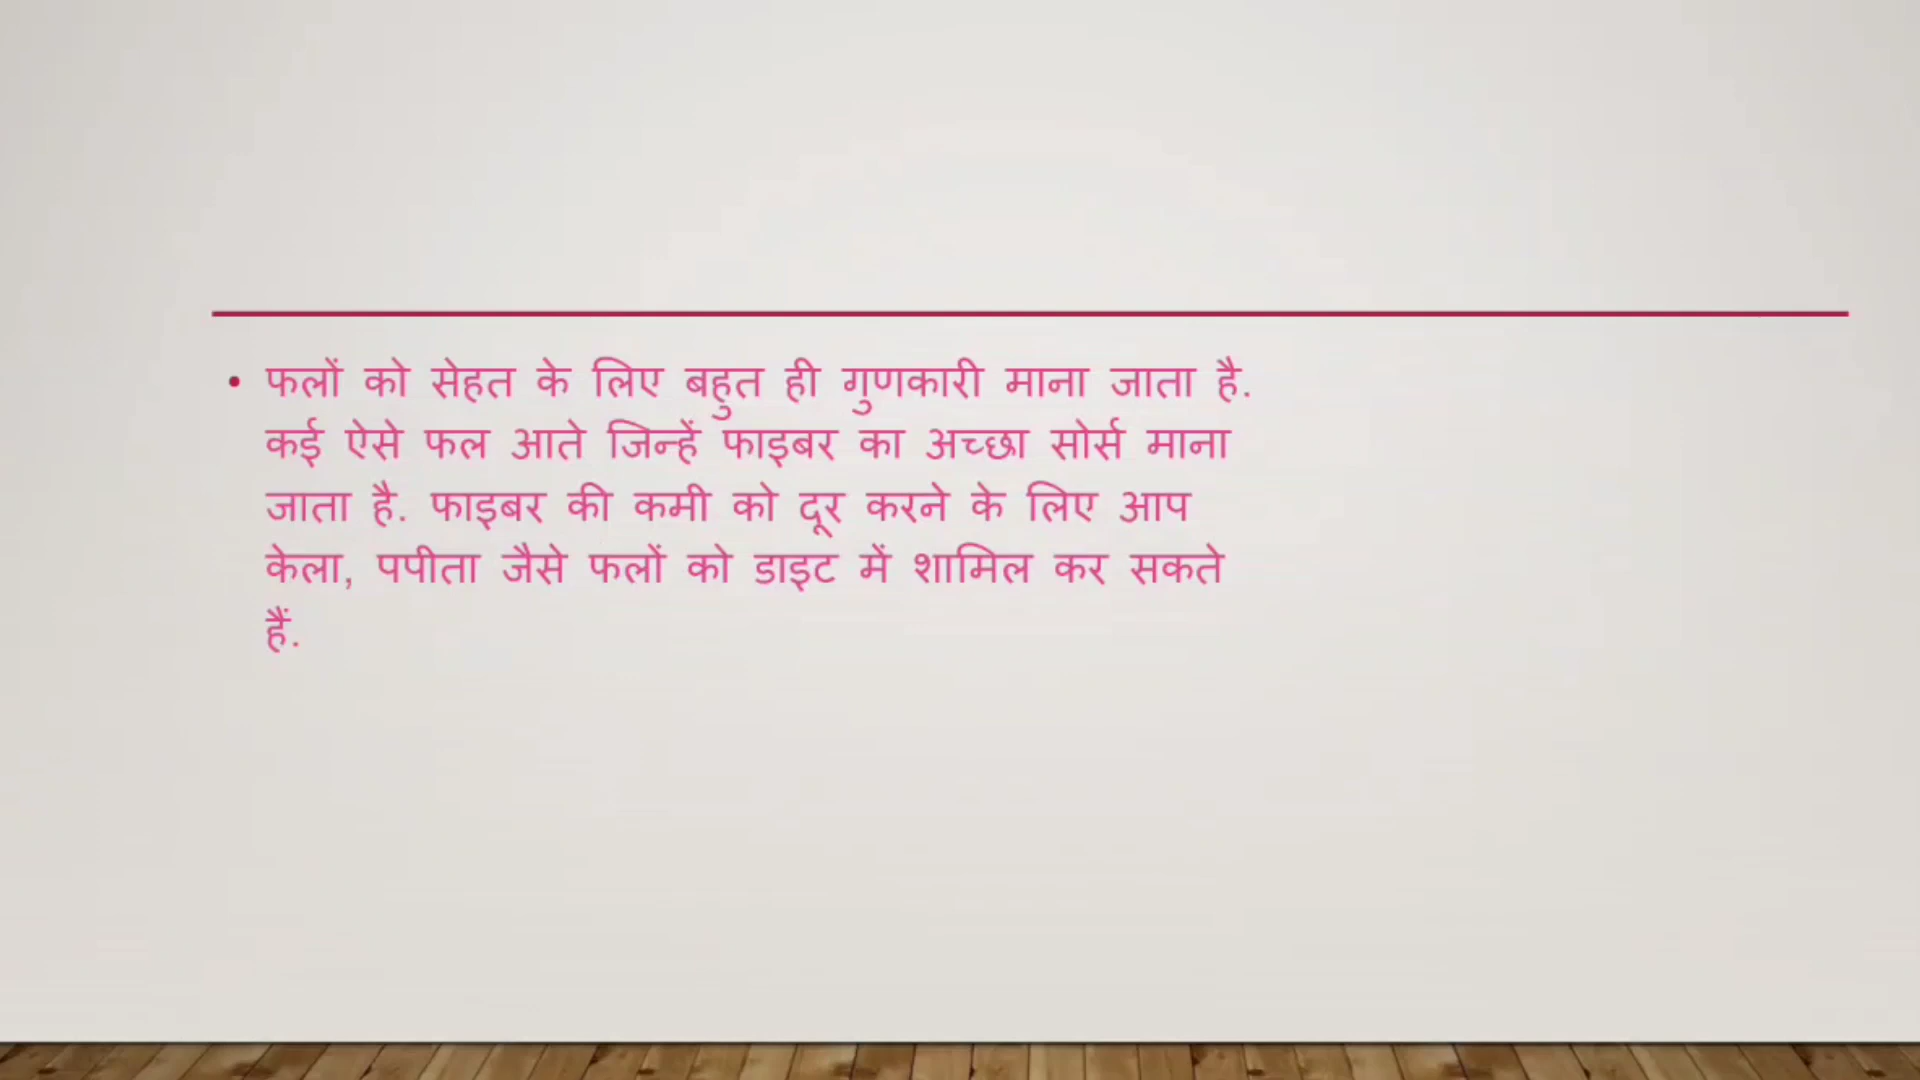 • फलों को सेहत के लिए बहुत ही गुणकारी माना जाता है.
कई ऐसे फल आते जिन्हें फाइबर का अच्छा सोर्स माना
जाता है. फाइबर की कमी को दूर करने के लिए आप
केला, पपीता जैसे फलों को डाइट में शामिल कर सकते
हैं.